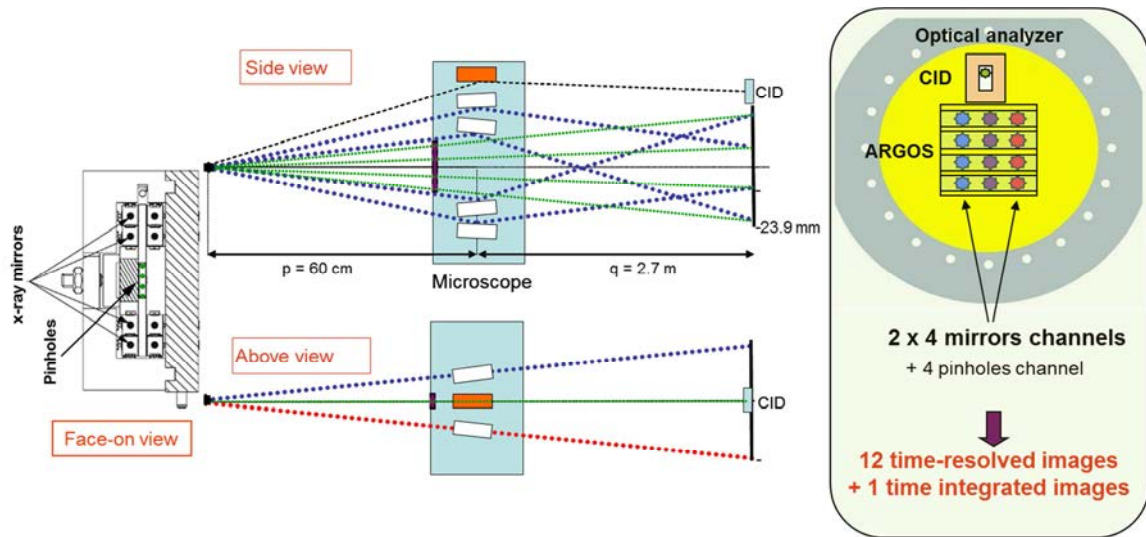 Side view
CID
-
-23.9 mm
p = 60 cm
q = 2.7 m
Microscope
x-ray mirrors
Pinholes
Face-on view
Above view
CID
-
Optical analyzer
CID
ARGOS
2 x 4 mirrors channels
+ 4 pinholes channel
12 time-resolved images
+ 1 time integrated images